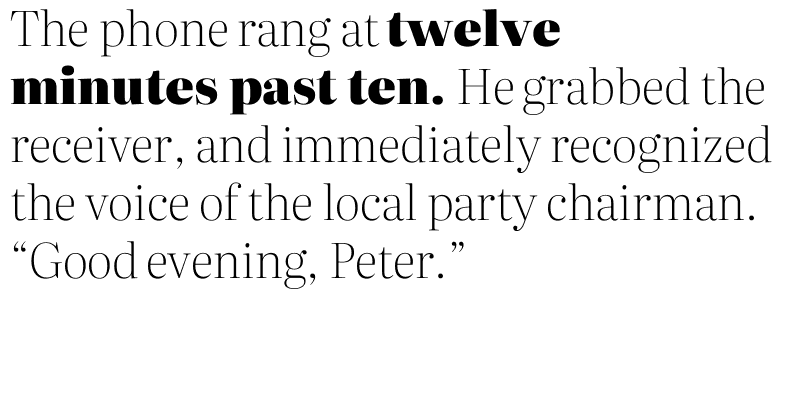 The phone rang at twelve
minutes past ten. He grabbed the
receiver, and immediately recognized
the voice of the local party chairman.
“Good evening, Peter.”